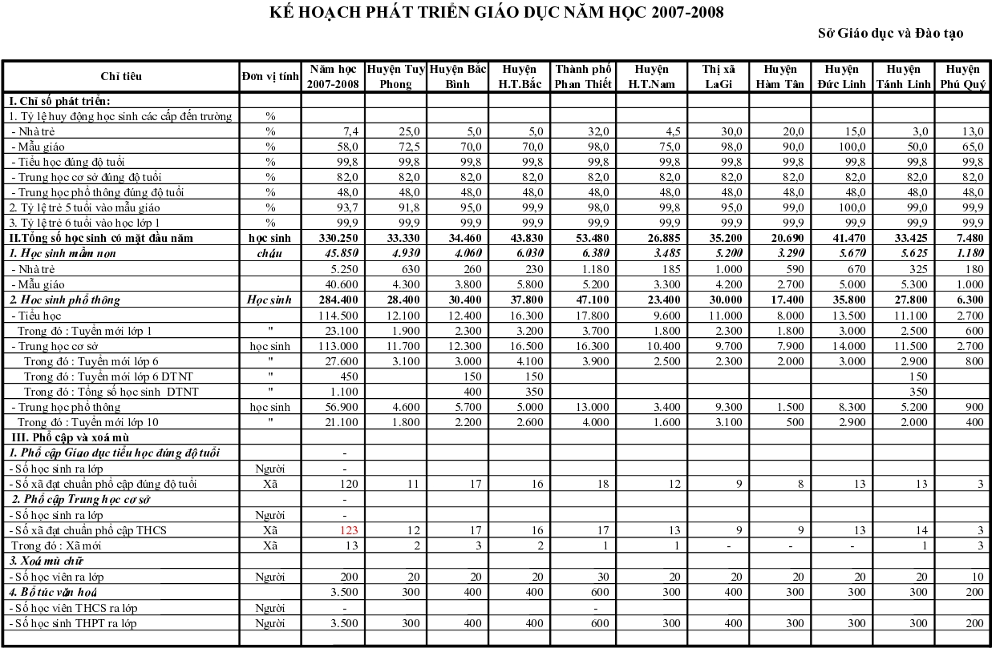 KẾ HOẠCH PHÁT TRIỂN GIÁO DỤC NĂM HỌC 2007-2008
Sở Giáo dục và Đào tạo
Chỉ tiêu Đơn vị tính Năm học 2007-2008 Huyện Tuy Phong Huyện Bắc Bình Huyện H.T.Bắc Thành phố Phan Thiết Huyện H.T.Nam Thị xã LaGi Huyện Hàm Tân Huyện Đức Linh Huyện Tánh Linh Huyện Phú Quý
I. Chỉ số phát triển:
1. Tỷ lệ huy động học sinh các cấp đến trường %
- Nhà trẻ % 7,4 25,0 5,0 5,0 32,0 4,5 30,0 20,0 15,0 3,0 13,0
- Mẫu giáo % 58,0 72,5 70,0 70,0 98,0 75,0 98,0 90,0 100,0 50,0 65,0
- Tiểu học đúng độ tuổi % 99,8 99,8 99,8 99,8 99,8 99,8 99,8 99,8 99,8 99,8 99,8
- Trung học cơ sở đúng độ tuổi % 82,0 82,0 82,0 82,0 82,0 82,0 82,0 82,0 82,0 82,0 82,0
- Trung học phổ thông đúng độ tuổi % 48,0 48,0 48,0 48,0 48,0 48,0 48,0 48,0 48,0 48,0 48,0
2. Tỷ lệ trẻ 5 tuổi vào mẫu giáo % 93,7 91,8 95,0 99,9 98,0 99,8 95,0 99,0 100,0 99,0 99,9
3. Tỷ lệ trẻ 6 tuổi vào học lớp 1 % 99,9 99,9 99,9 99,9 99,9 99,9 99,9 99,9 99,9 99,9 99,9
II.Tổng số học sinh có mặt đầu năm học sinh 330.250 33.330 34.460 43.830 53.480 26.885 35.200 20.690 41.470 33.425 7.480
1. Học sinh mầm non cháu 45.850 4.930 4.060 6.030 6.380 3.485 5.200 3.290 5.670 5.625 1.180
- Nhà trẻ 5.250 630 260 230 1.180 185 1.000 590 670 325 180
- Mẫu giáo 40.600 4.300 3.800 5.800 5.200 3.300 4.200 2.700 5.000 5.300 1.000
2. Học sinh phổ thông Học sinh 284.400 28.400 30.400 37.800 47.100 23.400 30.000 17.400 35.800 27.800 6.300
- Tiểu học 114.500 12.100 12.400 16.300 17.800 9.600 11.000 8.000 13.500 11.100 2.700
Trong đó : Tuyển mới lớp 1 " 23.100 1.900 2.300 3.200 3.700 1.800 2.300 1.800 3.000 2.500 600
- Trung học cơ sở học sinh 113.000 11.700 12.300 16.500 16.300 10.400 9.700 7.900 14.000 11.500 2.700
Trong đó : Tuyển mới lớp 6 " 27.600 3.100 3.000 4.100 3.900 2.500 2.300 2.000 3.000 2.900 800
Trong đó : Tuyển mới lớp 6 DTNT " 450 150 150 150
Trong đó : Tổng số học sinh DTNT " 1.100 400 350 350
- Trung học phổ thông học sinh 56.900 4.600 5.700 5.000 13.000 3.400 9.300 1.500 8.300 5.200 900
Trong đó : Tuyển mới lớp 10 " 21.100 1.800 2.200 2.600 4.000 1.600 3.100 500 2.900 2.000 400
III. Phổ cập và xoá mù
1. Phổ cập Giao dục tiểu học đúng độ tuổi -
- Số học sinh ra lớp Người -
- Số xã đạt chuẩn phổ cập đúng độ tuổi Xã 120 11 17 16 18 12 9 8 13 13 3
2. Phổ cập Trung học cơ sở -
- Số học sinh ra lớp Người -
- Số xã đạt chuẩn phổ cập THCS Xã 123 12 17 16 17 13 9 9 13 14 3
Trong đó : Xã mới Xã 13 2 3 2 1 1 - - - 1 3
3. Xoá mù chữ
- Số học viên ra lớp Người 200 20 20 20 30 20 20 20 20 20 10
4. Bổ túc văn hoá 3.500 300 400 400 600 300 400 300 300 300 200
- Số học viên THCS ra lớp Người - -
- Số học sinh THPT ra lớp Người 3.500 300 400 400 600 300 400 300 300 300 200